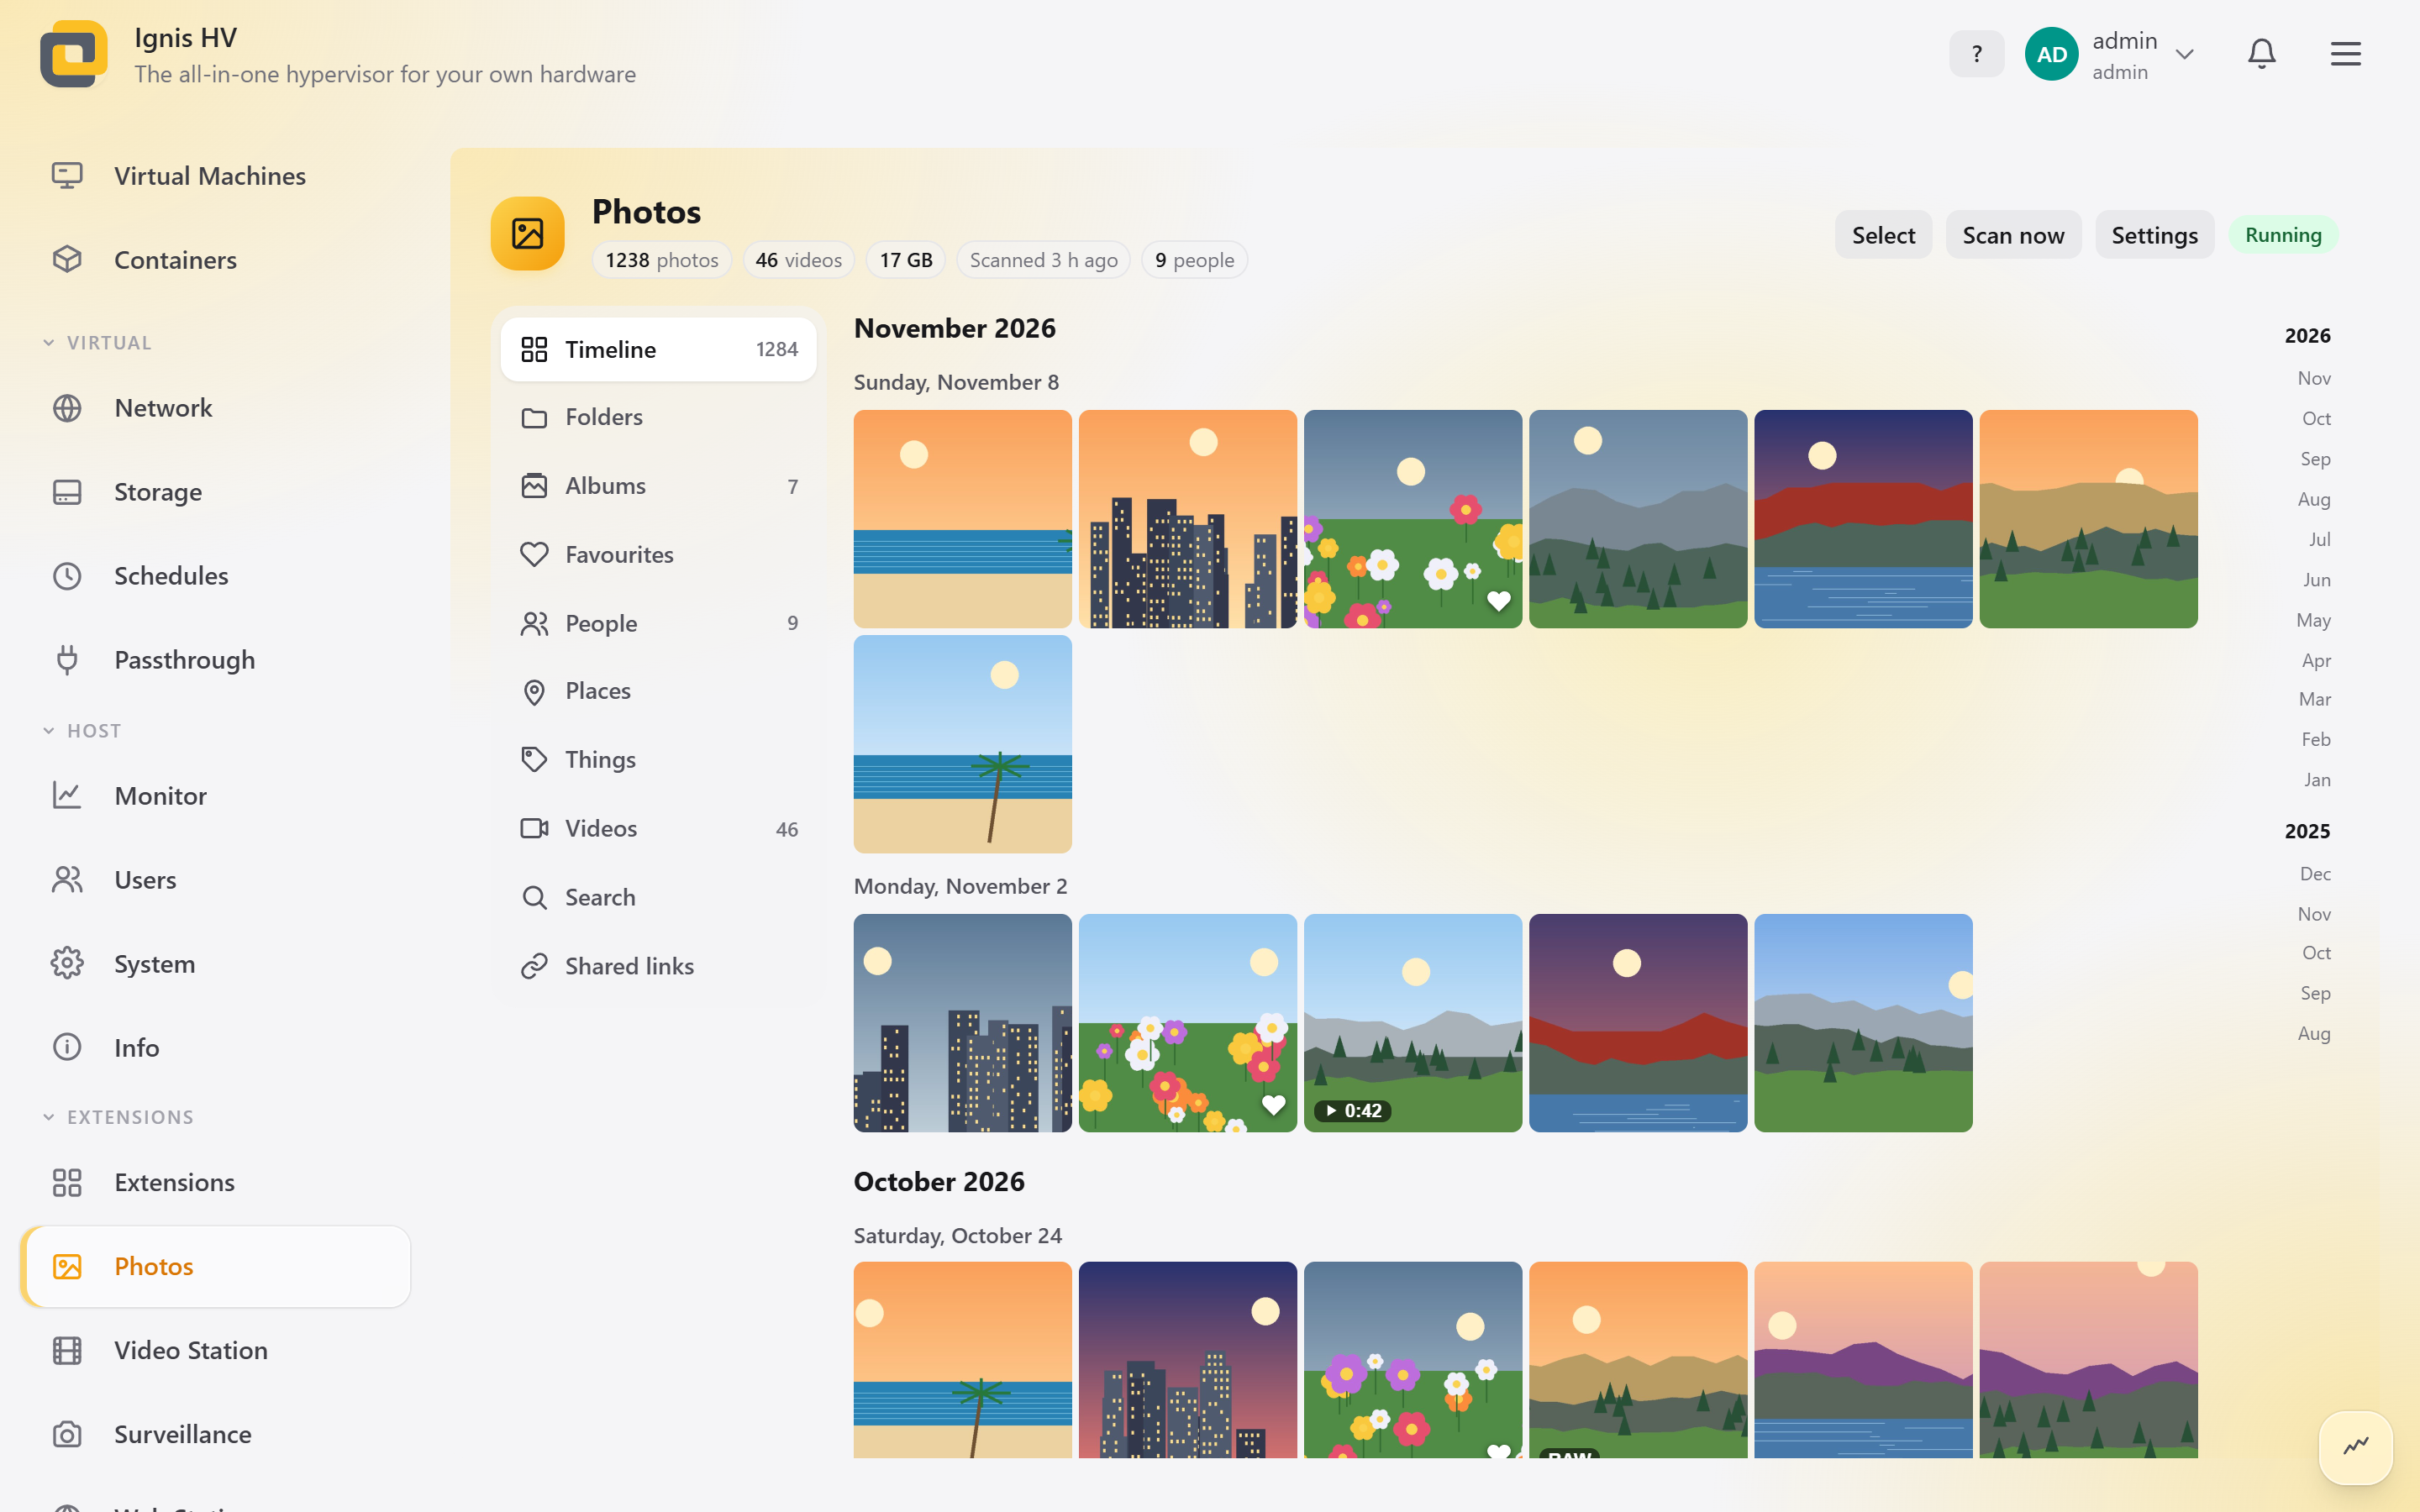 Ignis HV
The all-in-one hypervisor for your own hardware
?
AD
admin
admin
Virtual Machines
Containers
VIRTUAL
Network
Storage
Schedules
Passthrough
HOST
Monitor
Users
System
Info
EXTENSIONS
Extensions
Photos
Video Station
Surveillance
Photos
1238 photos
46 videos
17 GB
Scanned 3 h ago
9 people
Select
Scan now
Settings
Running
Timeline 1284
Folders
Albums 7
Favourites
People 9
Places
Things
Videos 46
Search
Shared links
November 2026
Sunday, November 8
Monday, November 2
0:42
October 2026
Saturday, October 24
RAW
2026
Nov
Oct
Sep
Aug
Jul
Jun
May
Apr
Mar
Feb
Jan
2025
Dec
Nov
Oct
Sep
Aug